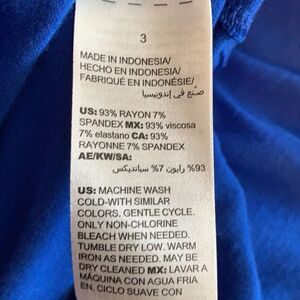 3
MADE IN INDONESIA/
HECHO EN INDONESIA/
FABRIQUÉ EN INDONÉSIE/
صنع في إندونيسيا
US: 93% RAYON 7%
SPANDEX MX: 93% viscosa
7% elastano CA: 93%
RAYONNE 7% SPANDEX
AE/KW/SA:
93% رايون 7% سبانديكس
US: MACHINE WASH
COLD-WITH SIMILAR
COLORS. GENTLE CYCLE.
ONLY NON-CHLORINE
BLEACH WHEN NEEDED.
TUMBLE DRY LOW. WARM
IRON AS NEEDED. MAY BE
DRY CLEANED MX: LAVAR A
MÁQUINA CON AGUA FRIA
EN, CICLO SUAVE CON